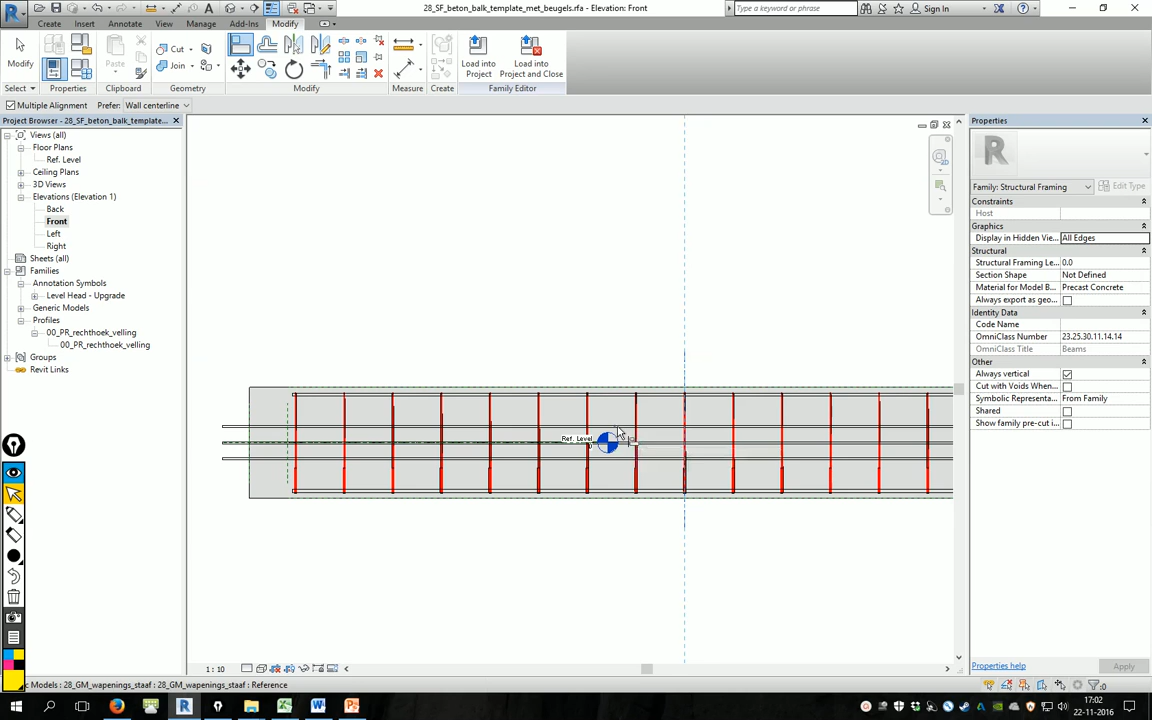 28_SF_beton_balk_template_met_beugels.rfa - Elevation: Front
Type a keyword or phrase
Sign In
Create
Insert
Annotate
View
Manage
Add-Ins
Modify
Modify
Paste
Cut
Join
Load into
Project
Load into
Project and Close
Select
Properties
Clipboard
Geometry
Modify
Measure
Create
Family Editor
Multiple Alignment
Prefer:
Wall centerline
Project Browser - 28_SF_beton_balk_template...
Views (all)
Floor Plans
Ref. Level
Ceiling Plans
3D Views
Elevations (Elevation 1)
Back
Front
Left
Right
Sheets (all)
Families
Annotation Symbols
Level Head - Upgrade
Generic Models
Profiles
00_PR_rechthoek_velling
00_PR_rechthoek_velling
Groups
Revit Links
Ref. Level
0
Properties
Family: Structural Framing
Edit Type
Constraints
Host
Graphics
Display in Hidden Vie...
All Edges
Structural
Structural Framing Le...
0.0
Section Shape
Not Defined
Material for Model B...
Precast Concrete
Always export as geo...
Identity Data
Code Name
OmniClass Number
23.25.30.11.14.14
OmniClass Title
Beams
Other
Always vertical
Cut with Voids When...
Symbolic Representa...
From Family
Shared
Show family pre-cut i...
Properties help
Apply
1 : 10
c Models : 28_GM_wapenings_staaf : 28_GM_wapenings_staaf : Reference
:0
17:02
22-11-2016